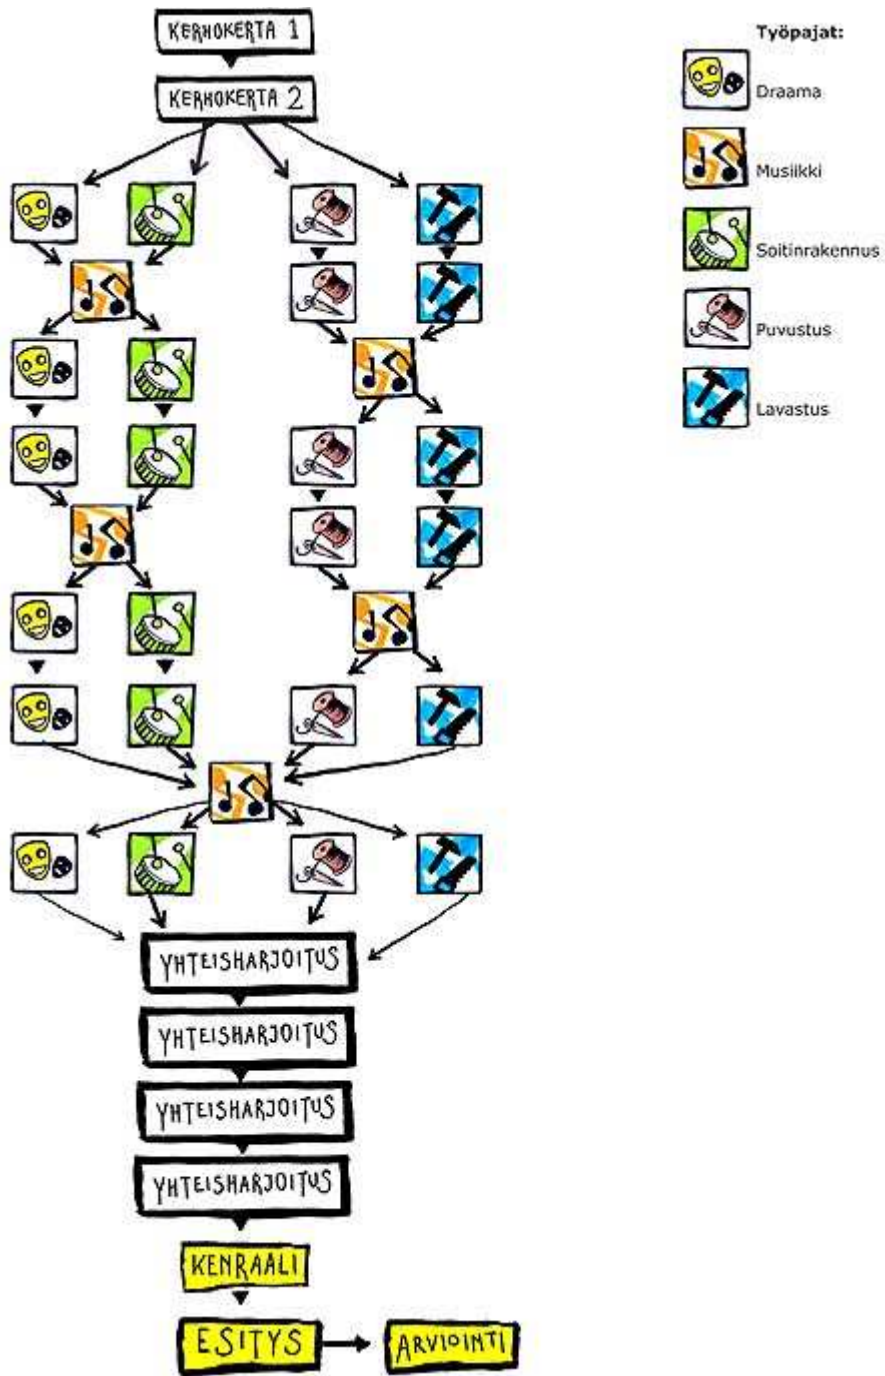 KERHOKERTA 1
KERHOKERTA 2
Työpajat:
Draama
Musiikki
Soitinrakennus
Puvustus
Lavastus
YHTEISHARJOITUS
YHTEISHARJOITUS
YHTEISHARJOITUS
YHTEISHARJOITUS
KENRAALI
ESITYS
ARVIOINTI